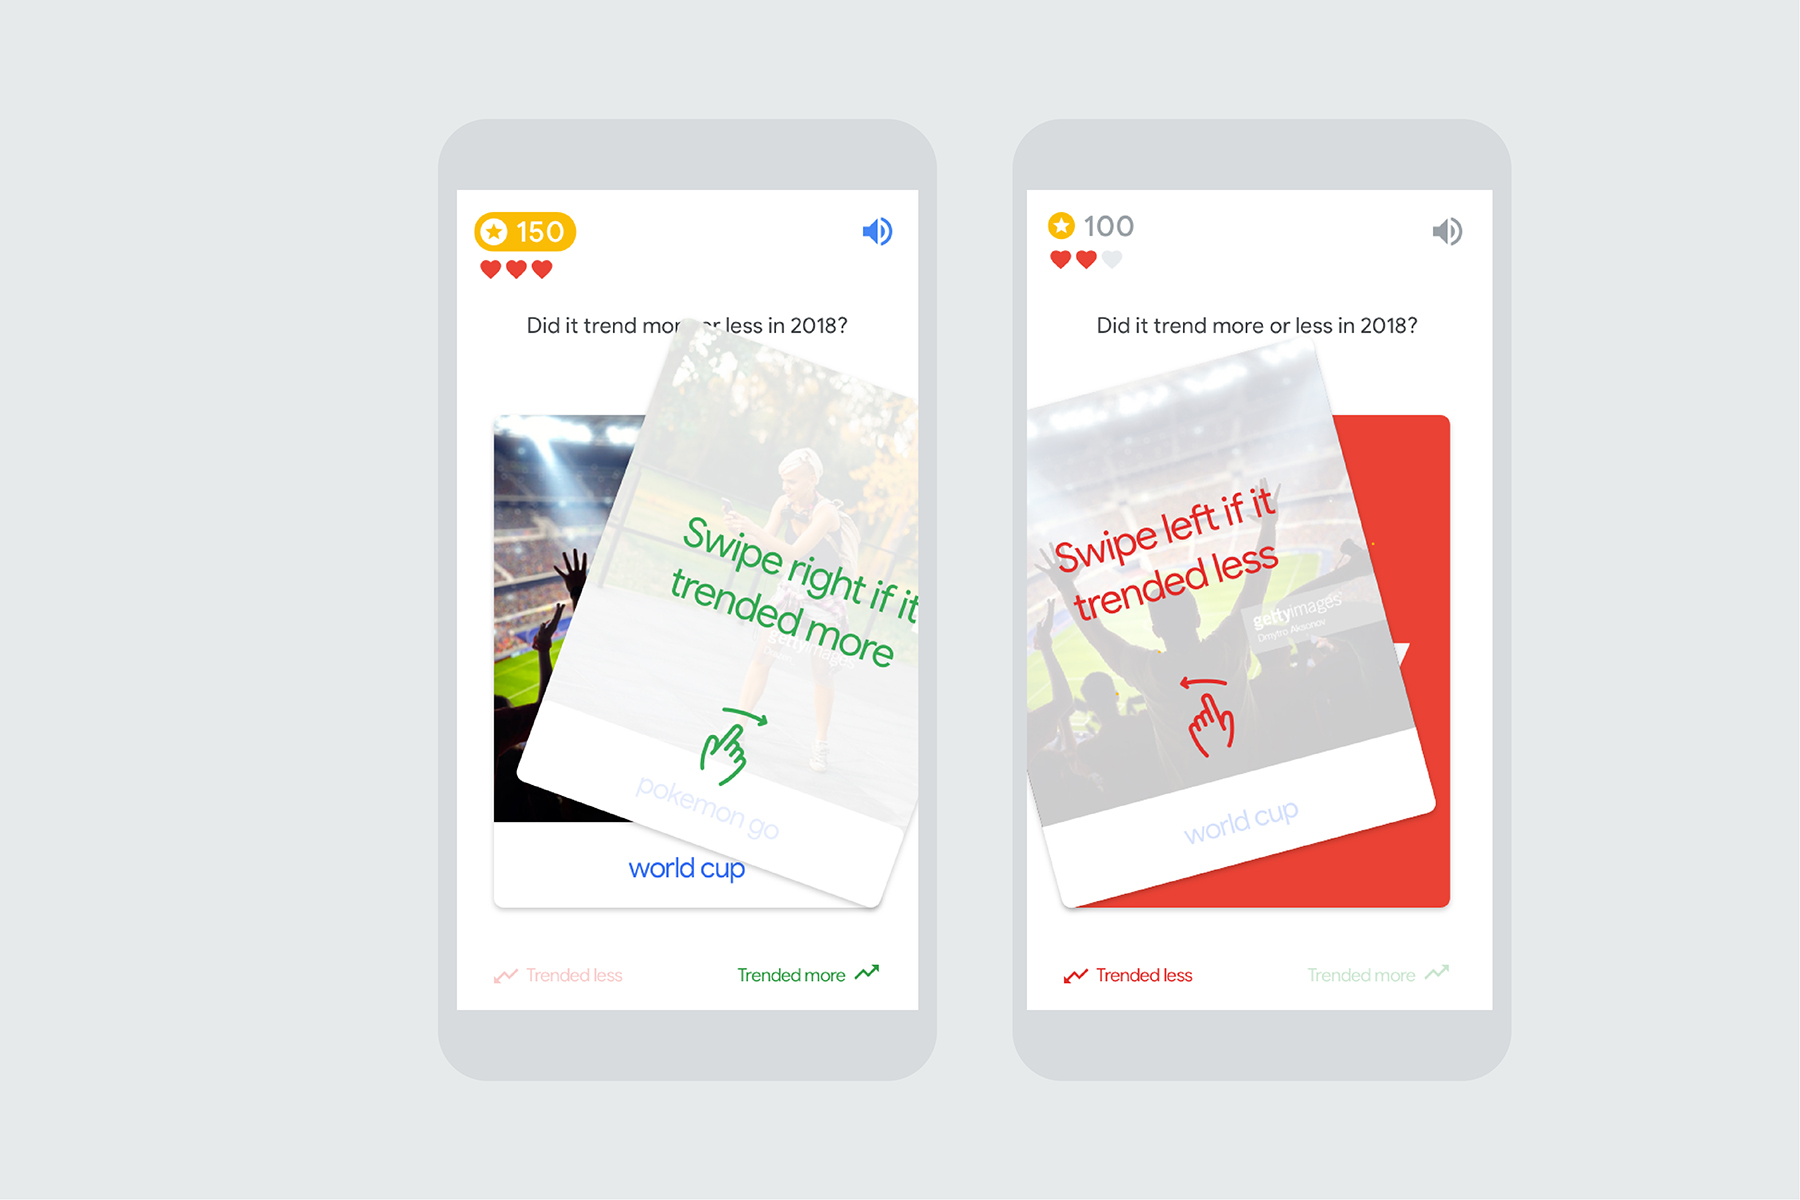 150
Did it trend more or less in 2018?
Swipe right if it
trended more
gettyimages
pokemon go
world cup
Trended less
Trended more
100
Did it trend more or less in 2018?
Swipe left if it
trended less
gettyimages
Dmytro Aksonov
world cup
Trended less
Trended more